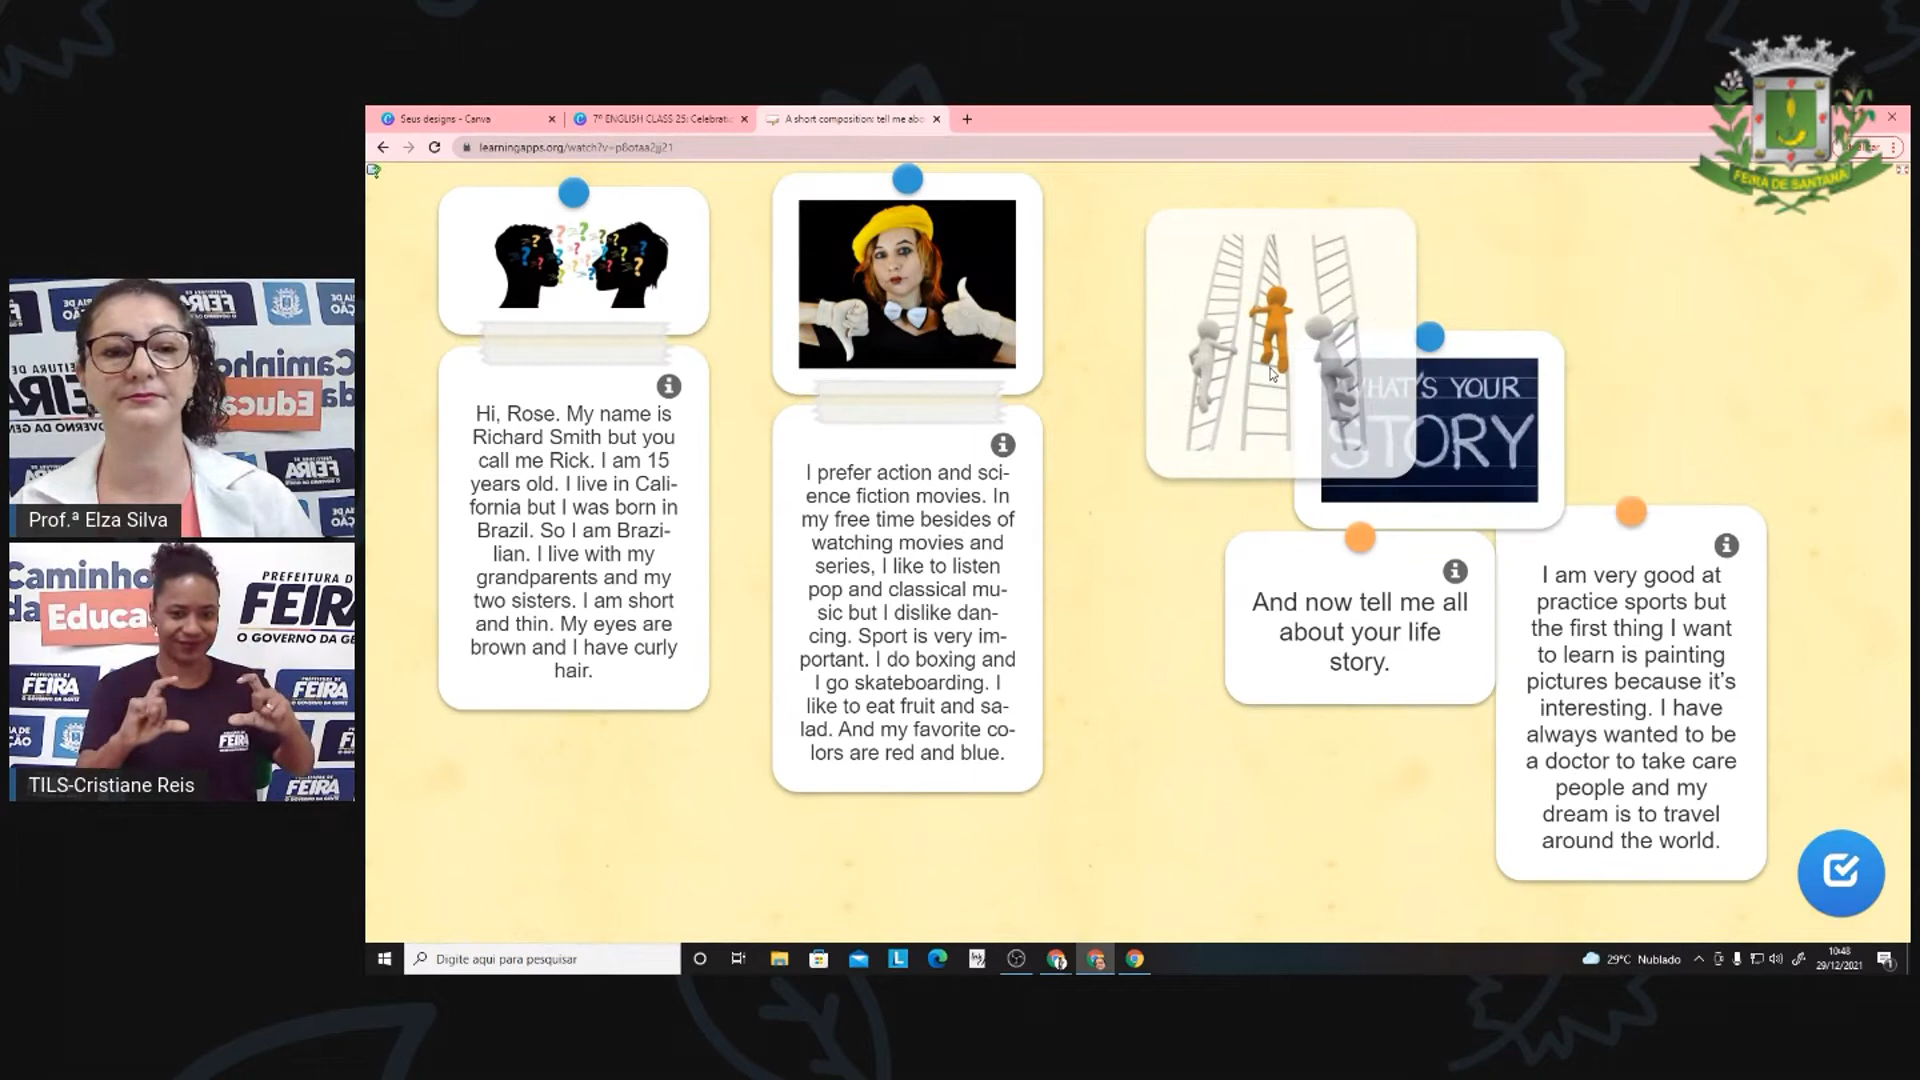 Seus designs - Canva
7º ENGLISH CLASS 25: Celebrati
A short composition: tell me abo
learningapps.org/watch?v=p8otaa2jj21
FEIRA DE SANTANA
Hi, Rose. My name is
Richard Smith but you
call me Rick. I am 15
years old. I live in Cali-
fornia but I was born in
Brazil. So I am Brazi-
lian. I live with my
grandparents and my
two sisters. I am short
and thin. My eyes are
brown and I have curly
hair.
I prefer action and sci-
ence fiction movies. In
my free time besides of
watching movies and
series, I like to listen
pop and classical mu-
sic but I dislike dan-
cing. Sport is very im-
portant. I do boxing and
I go skateboarding. I
like to eat fruit and sa-
lad. And my favorite co-
lors are red and blue.
WHAT'S YOUR
STORY
And now tell me all
about your life
story.
I am very good at
practice sports but
the first thing I want
to learn is painting
pictures because it's
interesting. I have
always wanted to be
a doctor to take care
people and my
dream is to travel
around the world.
PREFEITURA
FEIRA
Caminho
da
Educa
Prof.ª Elza Silva
Caminho
da
Educa
PREFEITURA D
FEIRA
O GOVERNO DA GE
FEIRA
FEIRA
FEIRA
FEIRA
TILS-Cristiane Reis
Digite aqui para pesquisar
29°C Nublado
10:48
29/12/2021